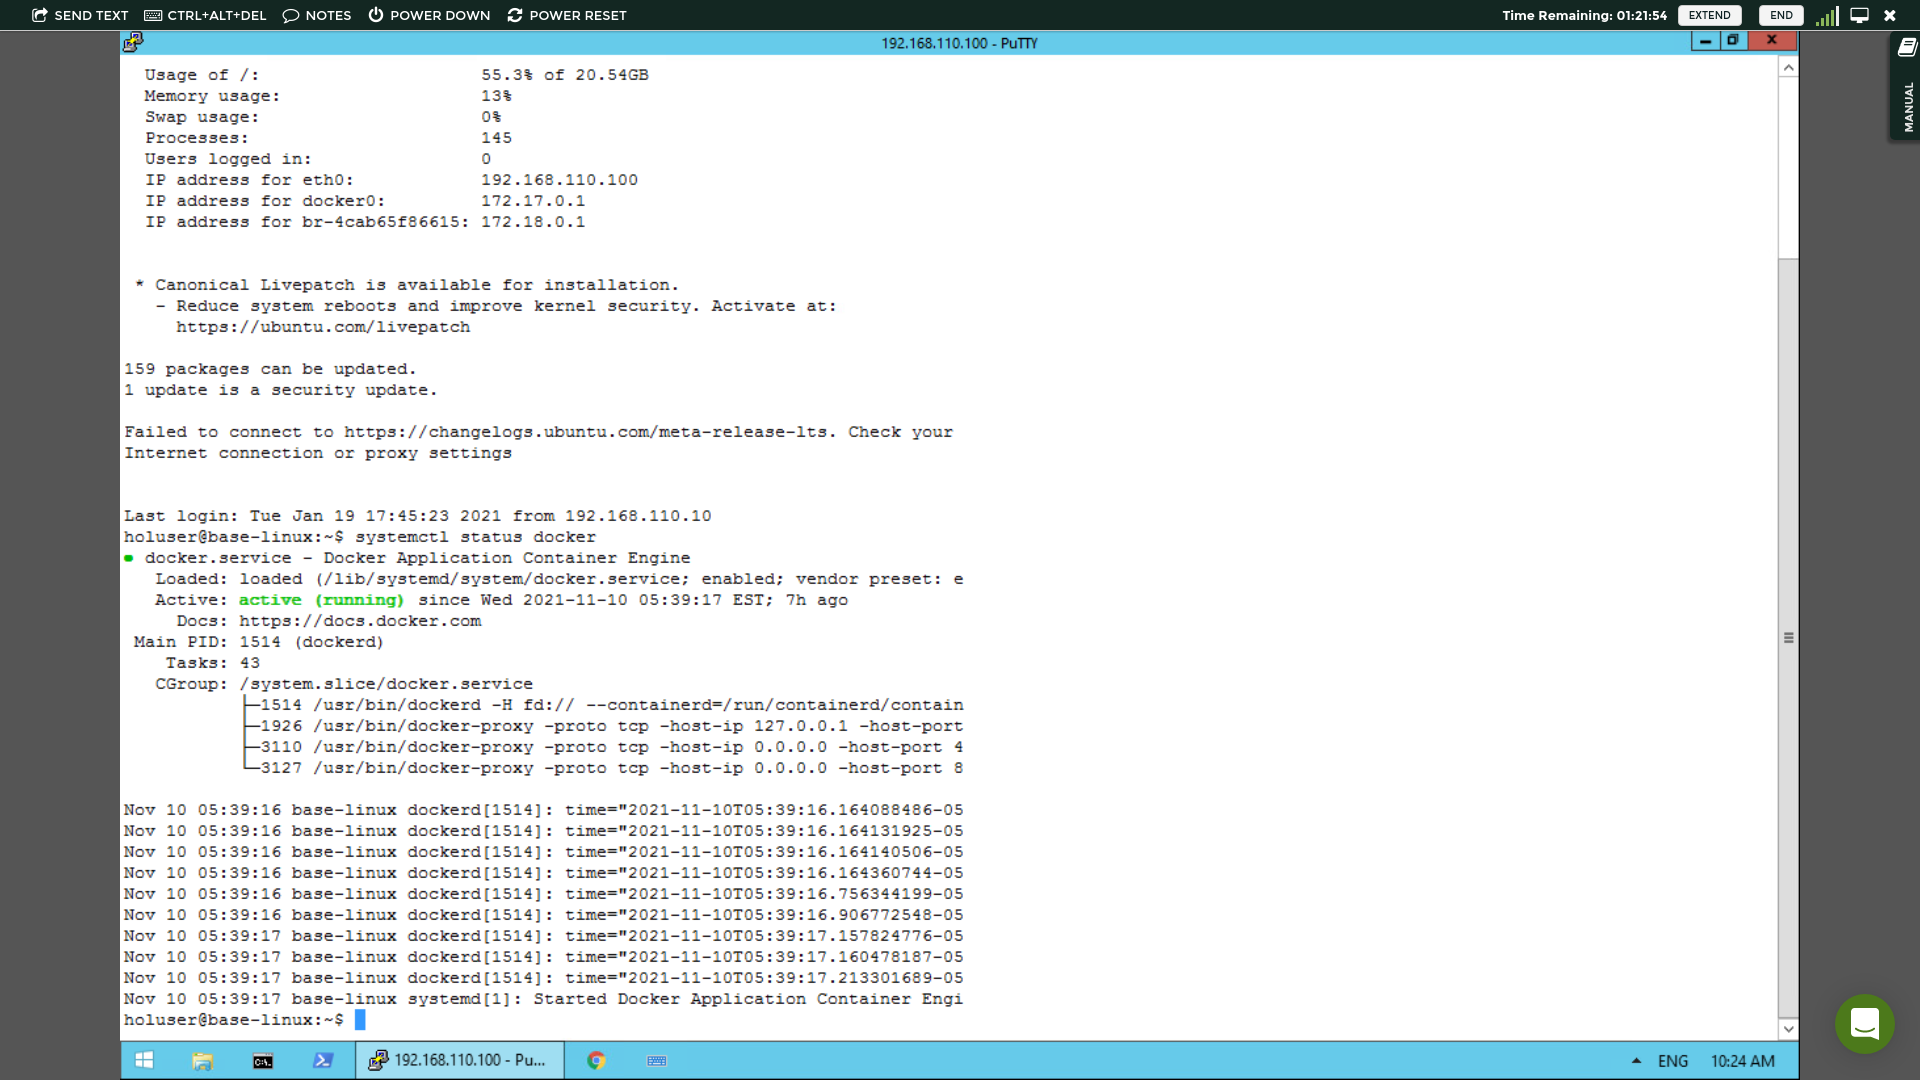 SEND TEXT CTRL+ALT+DEL NOTES POWER DOWN POWER RESET Time Remaining: 01:21:54 EXTEND END
192.168.110.100 - PuTTY
MANUAL
  Usage of /:                     55.3% of 20.54GB
  Memory usage:                   13%
  Swap usage:                     0%
  Processes:                      145
  Users logged in:                0
  IP address for eth0:            192.168.110.100
  IP address for docker0:         172.17.0.1
  IP address for br-4cab65f86615: 172.18.0.1
 * Canonical Livepatch is available for installation.
   - Reduce system reboots and improve kernel security. Activate at:
     https://ubuntu.com/livepatch
159 packages can be updated.
1 update is a security update.
Failed to connect to https://changelogs.ubuntu.com/meta-release-lts. Check your
Internet connection or proxy settings
Last login: Tue Jan 19 17:45:23 2021 from 192.168.110.10
holuser@base-linux:~$ systemctl status docker
● docker.service - Docker Application Container Engine
   Loaded: loaded (/lib/systemd/system/docker.service; enabled; vendor preset: e
   Active: active (running) since Wed 2021-11-10 05:39:17 EST; 7h ago
     Docs: https://docs.docker.com
 Main PID: 1514 (dockerd)
    Tasks: 43
   CGroup: /system.slice/docker.service
           ├─1514 /usr/bin/dockerd -H fd:// --containerd=/run/containerd/contain
           ├─1926 /usr/bin/docker-proxy -proto tcp -host-ip 127.0.0.1 -host-port
           ├─3110 /usr/bin/docker-proxy -proto tcp -host-ip 0.0.0.0 -host-port 4
           └─3127 /usr/bin/docker-proxy -proto tcp -host-ip 0.0.0.0 -host-port 8
Nov 10 05:39:16 base-linux dockerd[1514]: time="2021-11-10T05:39:16.164088486-05
Nov 10 05:39:16 base-linux dockerd[1514]: time="2021-11-10T05:39:16.164131925-05
Nov 10 05:39:16 base-linux dockerd[1514]: time="2021-11-10T05:39:16.164140506-05
Nov 10 05:39:16 base-linux dockerd[1514]: time="2021-11-10T05:39:16.164360744-05
Nov 10 05:39:16 base-linux dockerd[1514]: time="2021-11-10T05:39:16.756344199-05
Nov 10 05:39:16 base-linux dockerd[1514]: time="2021-11-10T05:39:16.906772548-05
Nov 10 05:39:17 base-linux dockerd[1514]: time="2021-11-10T05:39:17.157824776-05
Nov 10 05:39:17 base-linux dockerd[1514]: time="2021-11-10T05:39:17.160478187-05
Nov 10 05:39:17 base-linux dockerd[1514]: time="2021-11-10T05:39:17.213301689-05
Nov 10 05:39:17 base-linux systemd[1]: Started Docker Application Container Engi
holuser@base-linux:~$
192.168.110.100 - Pu... ENG 10:24 AM